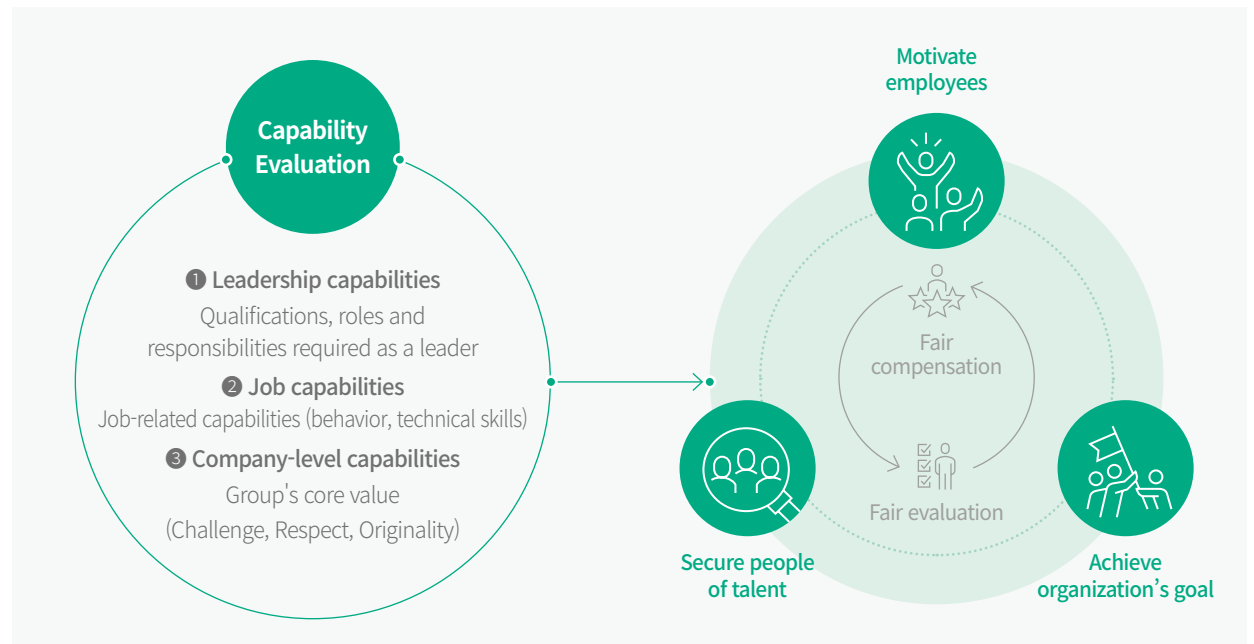 Capability
Evaluation
❶ Leadership capabilities
Qualifications, roles and
responsibilities required as a leader
❷ Job capabilities
Job-related capabilities (behavior, technical skills)
❸ Company-level capabilities
Group's core value
(Challenge, Respect, Originality)
Motivate
employees
Fair
compensation
Fair evaluation
Secure people
of talent
Achieve
organization’s goal